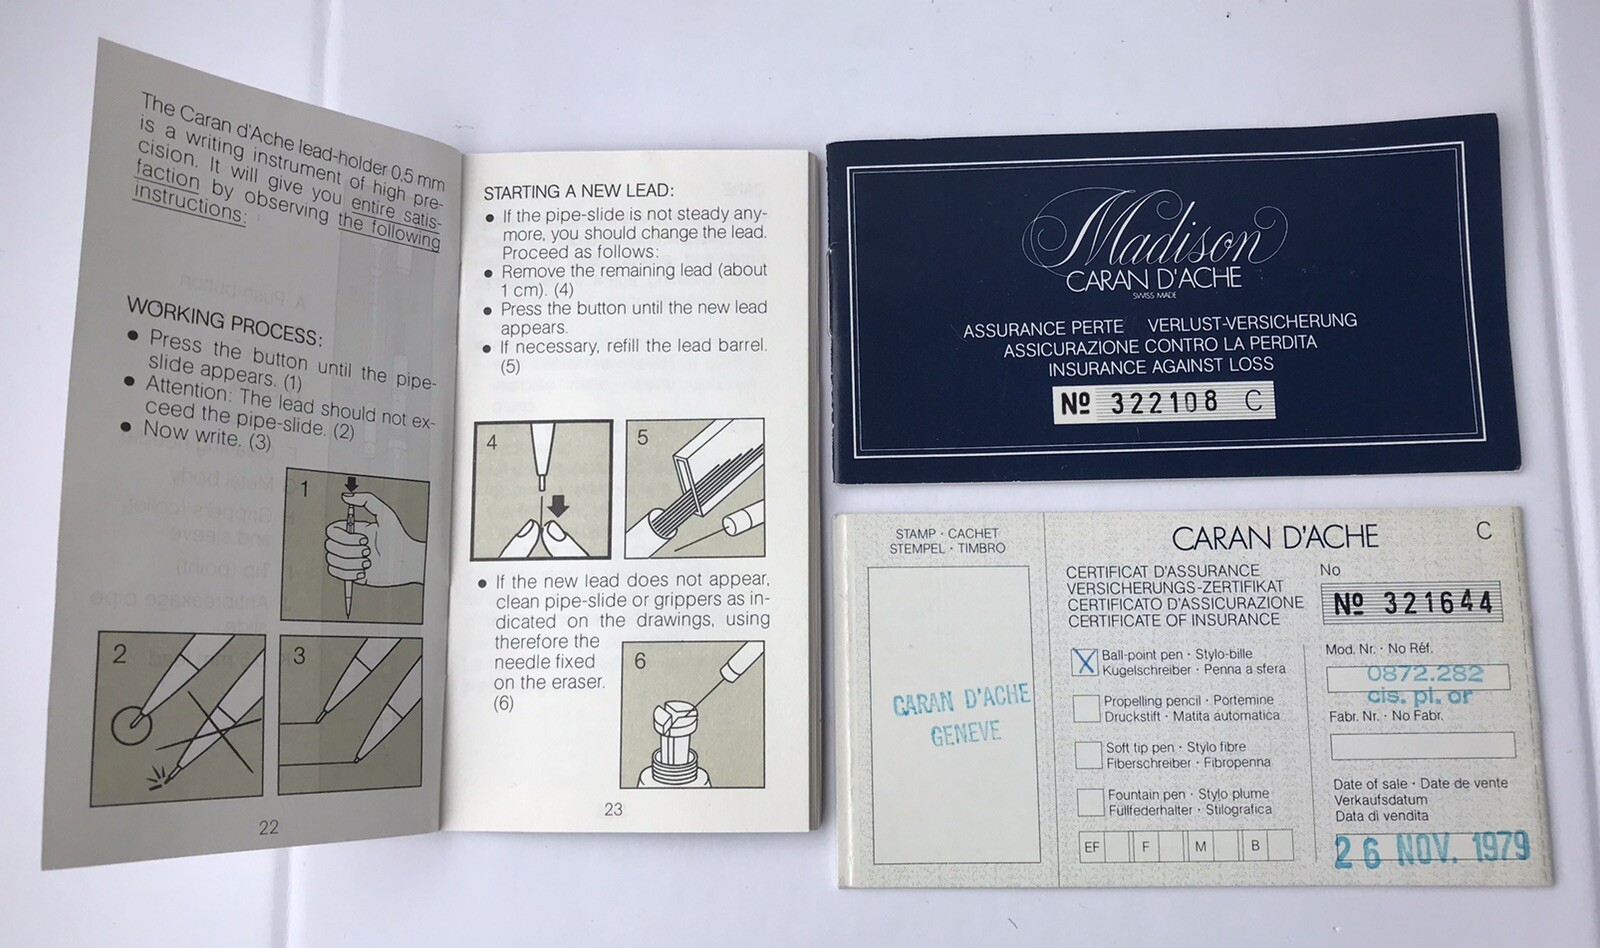 The Caran d'Ache lead-holder 0.5 mm
is a writing instrument of high pre-
cision. It will give you entire satis-
faction by observing the following
instructions:
WORKING PROCESS:
● Press the button until the pipe-
slide appears. (1)
● Attention: The lead should not ex-
ceed the pipe-slide. (2)
● Now write. (3)
1
2
3
22
STARTING A NEW LEAD:
● If the pipe-slide is not steady any-
more, you should change the lead.
Proceed as follows:
● Remove the remaining lead (about
1 cm). (4)
● Press the button until the new lead
appears.
● If necessary, refill the lead barrel.
(5)
4
5
● If the new lead does not appear,
clean pipe-slide or grippers as in-
dicated on the drawings, using
therefore the
needle fixed
on the eraser.
(6)
6
23
Madison
CARAN D'ACHE
SWISS MADE
ASSURANCE PERTE VERLUST-VERSICHERUNG
ASSICURAZIONE CONTRO LA PERDITA
INSURANCE AGAINST LOSS
Nº 322108 C
STAMP · CACHET
STEMPEL · TIMBRO
CARAN D'ACHE
GENEVE
CARAN D'ACHE
C
CERTIFICAT D'ASSURANCE
VERSICHERUNGS-ZERTIFIKAT
CERTIFICATO D'ASSICURAZIONE
CERTIFICATE OF INSURANCE
No
Nº 321644
X
Ball-point pen · Stylo-bille
Kugelschreiber · Penna a sfera
Propelling pencil · Portemine
Druckstift · Matita automatica
Soft tip pen · Stylo fibre
Fiberschreiber · Fibropenna
Fountain pen · Stylo plume
Füllfederhalter · Stilografica
EF F M B
Mod. Nr. · No Réf.
0872.282
cis. pl. or
Fabr. Nr. · No Fabr.
Date of sale · Date de vente
Verkaufsdatum
Data di vendita
26 NOV. 1979